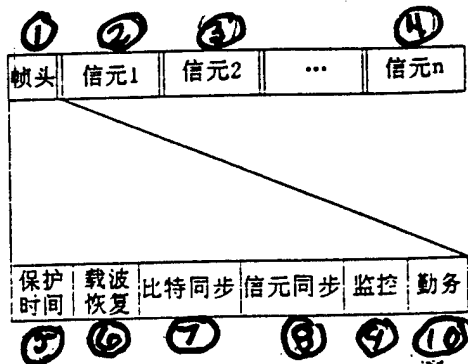 ① ② ③ ④
帧头 信元1 信元2 … 信元n
保护时间 载波恢复 比特同步 信元同步 监控 勤务
⑤ ⑥ ⑦ ⑧ ⑨ ⑩